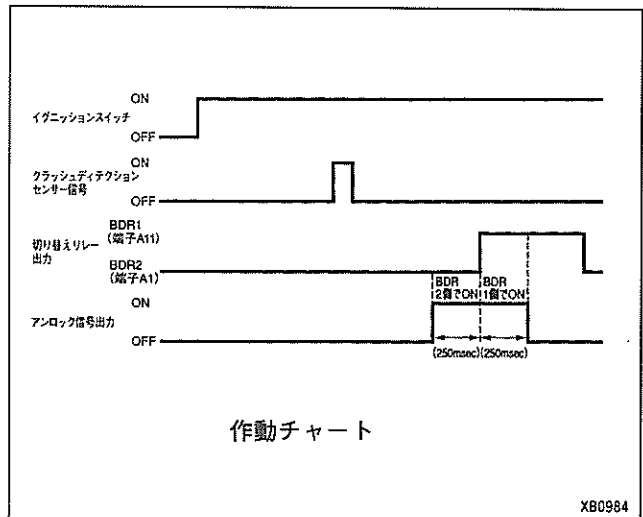 ON
イグニッションスイッチ
OFF
ON
クラッシュディテクション
センサー信号
OFF
BDR1
(端子A11)
切り替えリレー
出力
BDR2
(端子A1)
BDR
2個でON
BDR
1個でON
ON
アンロック信号出力
OFF
(250msec)(250msec)
作動チャート
XB0984